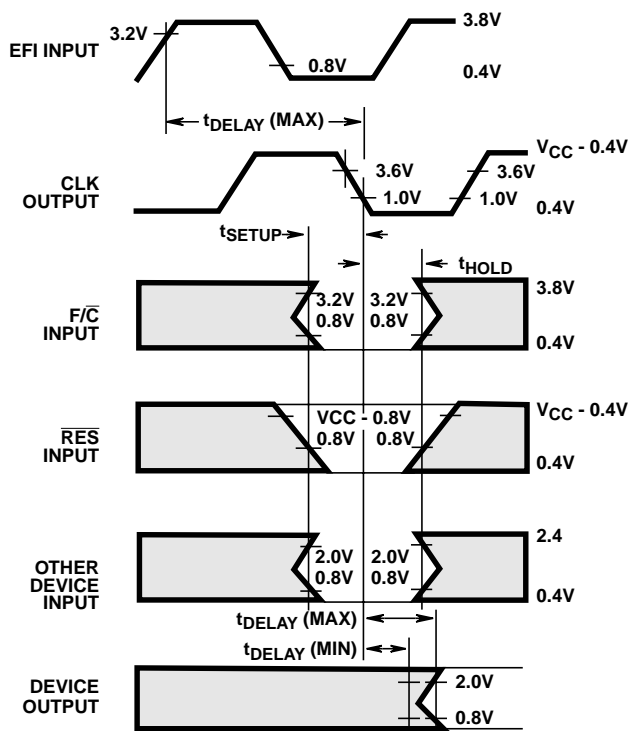 3.2V
EFI INPUT
0.8V
3.8V
0.4V
tDELAY (MAX)
CLK
OUTPUT
3.6V
1.0V
VCC - 0.4V
3.6V
1.0V
0.4V
tSETUP
tHOLD
F/C̅
INPUT
3.2V 3.2V
0.8V 0.8V
3.8V
0.4V
R̅E̅S̅
INPUT
VCC - 0.8V
0.8V 0.8V
VCC - 0.4V
0.4V
OTHER
DEVICE
INPUT
2.0V 2.0V
0.8V 0.8V
2.4
0.4V
tDELAY (MAX)
tDELAY (MIN)
DEVICE
OUTPUT
2.0V
0.8V